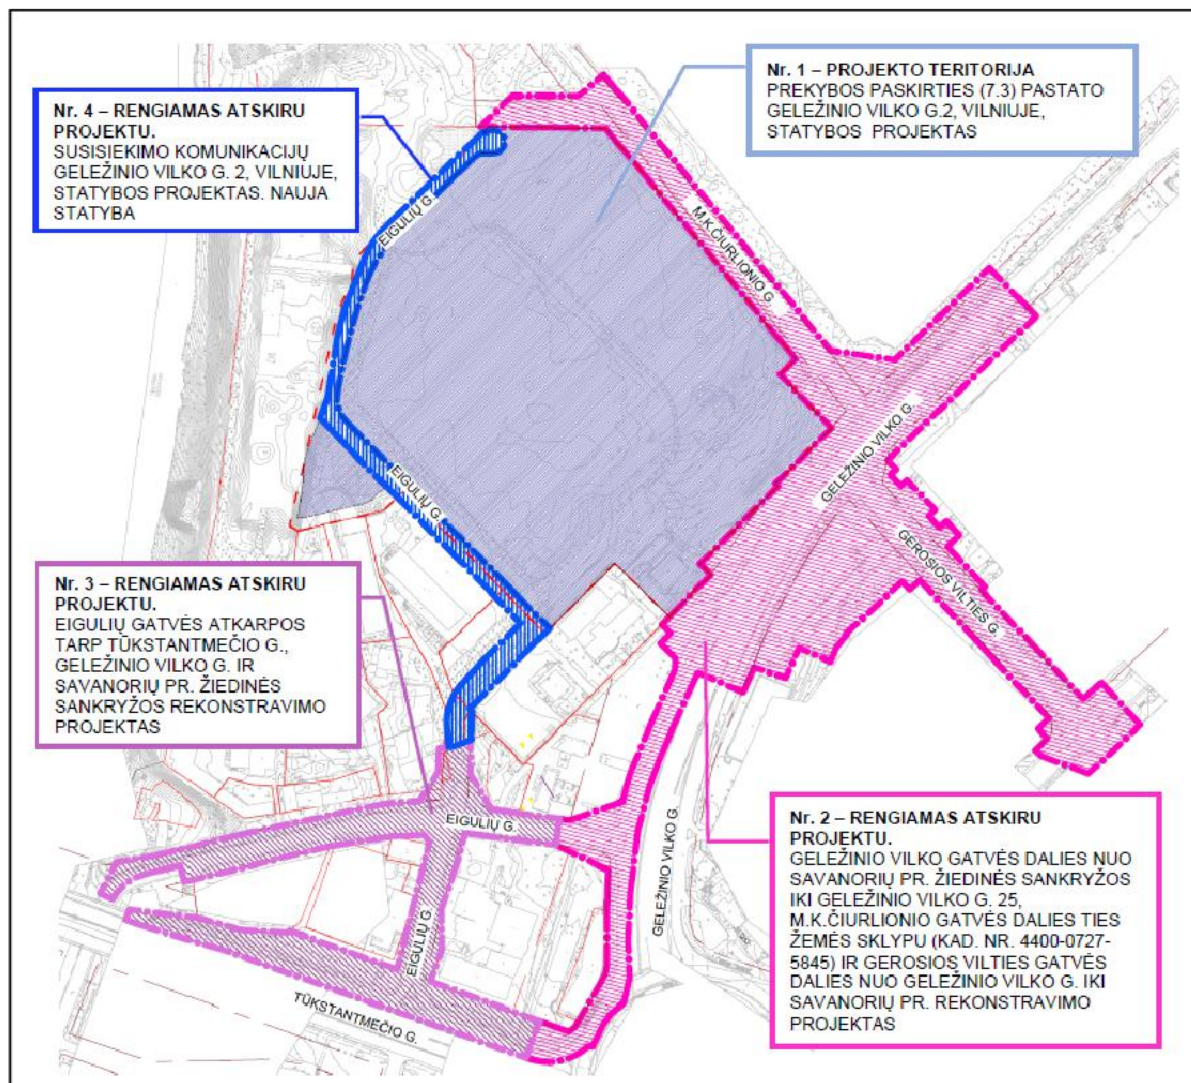 Nr. 4 – RENGIAMAS ATSKIRU
PROJEKTU.
SUSISIEKIMO KOMUNIKACIJŲ
GELEŽINIO VILKO G. 2, VILNIUJE,
STATYBOS PROJEKTAS. NAUJA
STATYBA
Nr. 1 – PROJEKTO TERITORIJA
PREKYBOS PASKIRTIES (7.3) PASTATO
GELEŽINIO VILKO G.2, VILNIUJE,
STATYBOS PROJEKTAS
EIGULIŲ G.
M.K.ČIURLIONIO G.
GELEŽINIO VILKO G.
EIGULIŲ G.
GEROSIOS VILTIES G.
Nr. 3 – RENGIAMAS ATSKIRU
PROJEKTU.
EIGULIŲ GATVĖS ATKARPOS
TARP TŪKSTANTMEČIO G.,
GELEŽINIO VILKO G. IR
SAVANORIŲ PR. ŽIEDINĖS
SANKRYŽOS REKONSTRAVIMO
PROJEKTAS
EIGULIŲ G.
GELEŽINIO VILKO G.
EIGULIŲ G.
TŪKSTANTMEČIO G.
Nr. 2 – RENGIAMAS ATSKIRU
PROJEKTU.
GELEŽINIO VILKO GATVĖS DALIES NUO
SAVANORIŲ PR. ŽIEDINĖS SANKRYŽOS
IKI GELEŽINIO VILKO G. 25,
M.K.ČIURLIONIO GATVĖS DALIES TIES
ŽEMĖS SKLYPU (KAD. NR. 4400-0727-
5845) IR GEROSIOS VILTIES GATVĖS
DALIES NUO GELEŽINIO VILKO G. IKI
SAVANORIŲ PR. REKONSTRAVIMO
PROJEKTAS